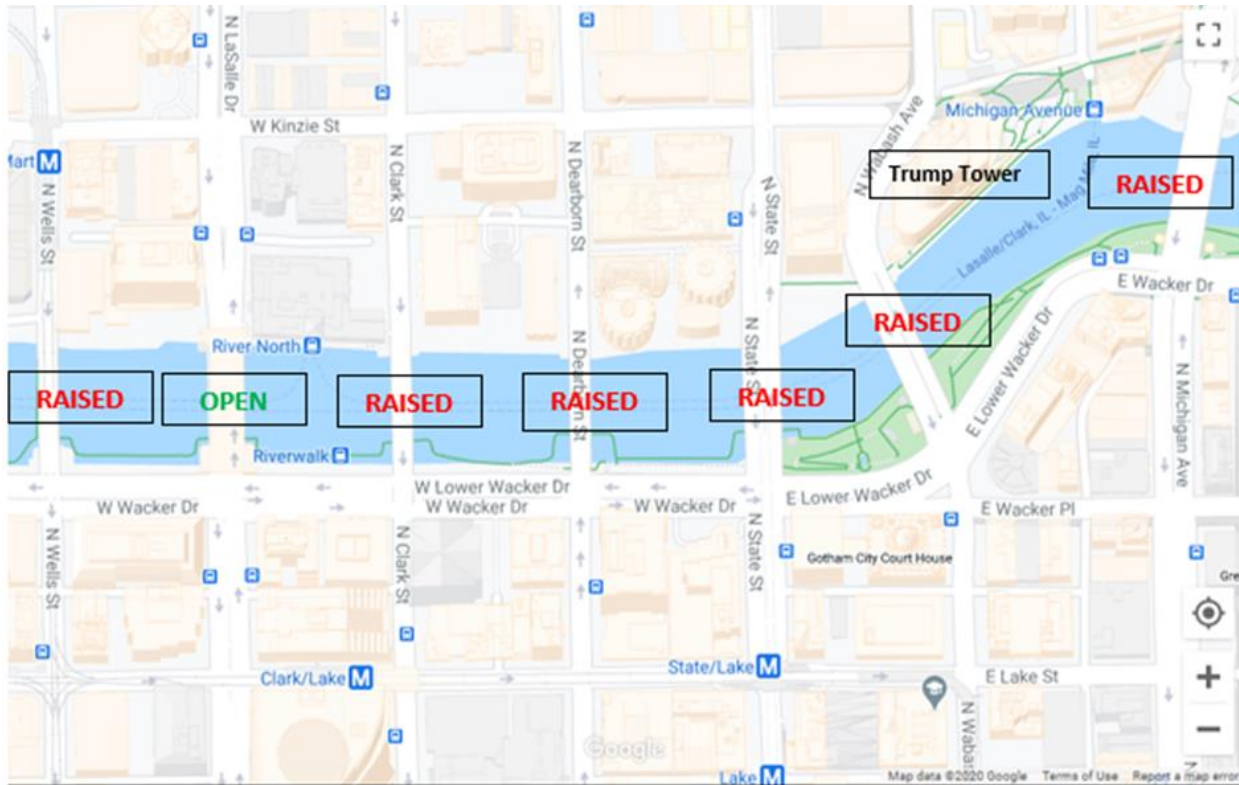 N LaSalle Dr
W Kinzie St
N Wabash Ave
Michigan Avenue
Mart M
N Wells St
N Clark St
N Dearborn St
N State St
Trump Tower
RAISED
Lasalle/Clark, IL - Mag Mile, IL
E Wacker Dr
River North
RAISED
E Lower Wacker Dr
RAISED
OPEN
RAISED
N Dearborn St
RAISED
N State St
RAISED
N Michigan Ave
Riverwalk
W Lower Wacker Dr
E Lower Wacker Dr
W Wacker Dr
W Wacker Dr
W Wacker Dr
E Wacker Pl
N Wells St
N Clark St
N State St
Gotham City Court House
Gre
Clark/Lake M
State/Lake M
E Lake St
N Wabas
Google
Lake M
Map data ©2020 Google Terms of Use Report a map error